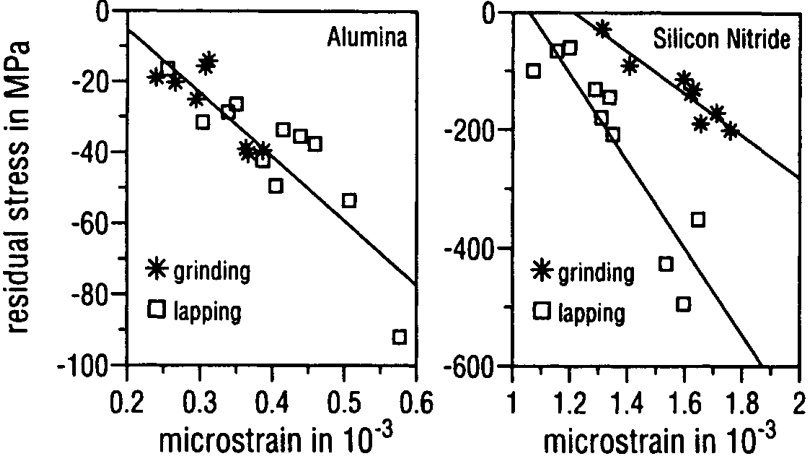 residual stress in MPa
0
-20
-40
-60
-80
-100
Alumina
grinding
lapping
0.2 0.3 0.4 0.5 0.6
microstrain in 10-3
0
-200
-400
-600
Silicon Nitride
grinding
lapping
1 1.2 1.4 1.6 1.8 2
microstrain in 10-3